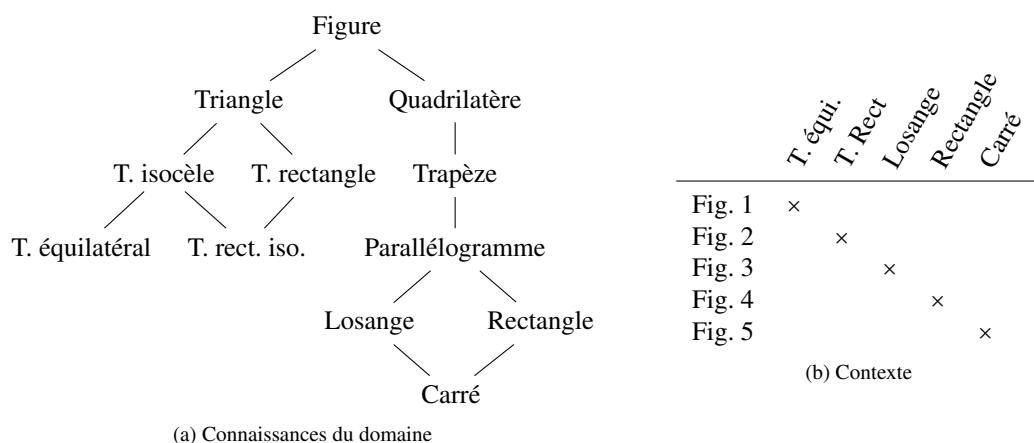 Figure
Triangle Quadrilatère
T. isocèle T. rectangle Trapèze
T. équilatéral T. rect. iso. Parallélogramme
Losange Rectangle
Carré
(a) Connaissances du domaine
T. équi. T. Rect Losange Rectangle Carré
Fig. 1 ×
Fig. 2 ×
Fig. 3 ×
Fig. 4 ×
Fig. 5 ×
(b) Contexte